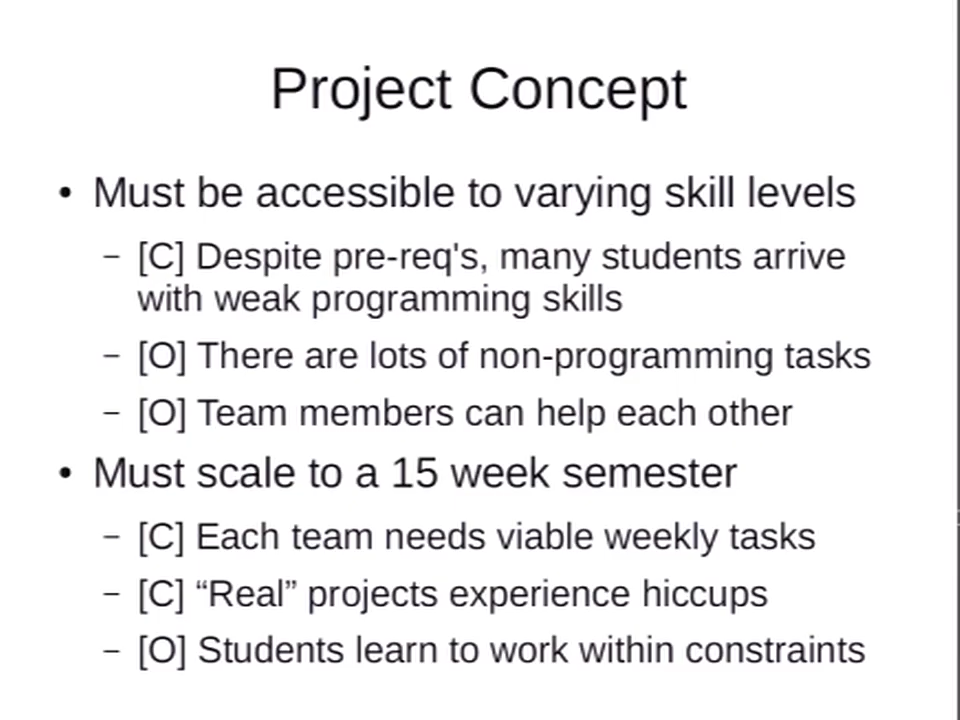 Project Concept
• Must be accessible to varying skill levels
– [C] Despite pre-req's, many students arrive
with weak programming skills
– [O] There are lots of non-programming tasks
– [O] Team members can help each other
• Must scale to a 15 week semester
– [C] Each team needs viable weekly tasks
– [C] “Real” projects experience hiccups
– [O] Students learn to work within constraints